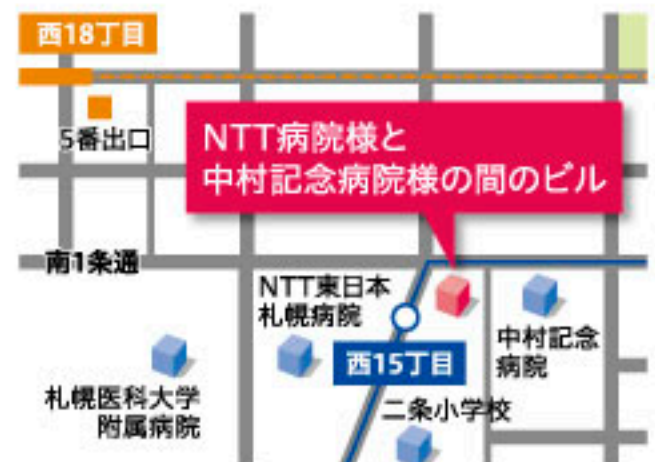 西18丁目
5番出口
NTT病院様と
中村記念病院様の間のビル
南1条通
NTT東日本
札幌病院
中村記念
病院
西15丁目
札幌医科大学
附属病院
二条小学校